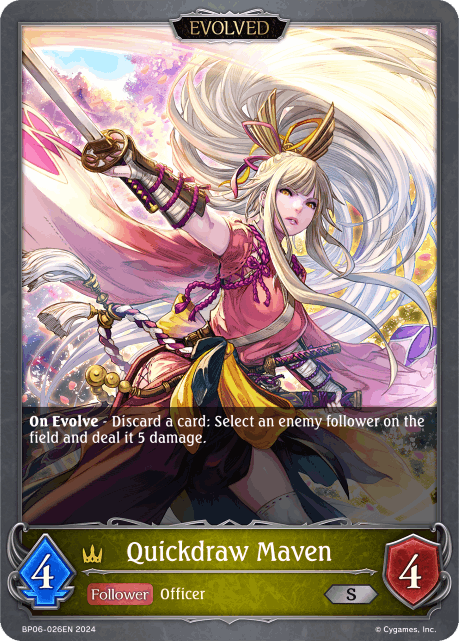 EVOLVED
On Evolve - Discard a card: Select an enemy follower on the
field and deal it 5 damage.
Quickdraw Maven
4
Follower Officer
S
4
BP06-026EN 2024
© Cygames, Inc.